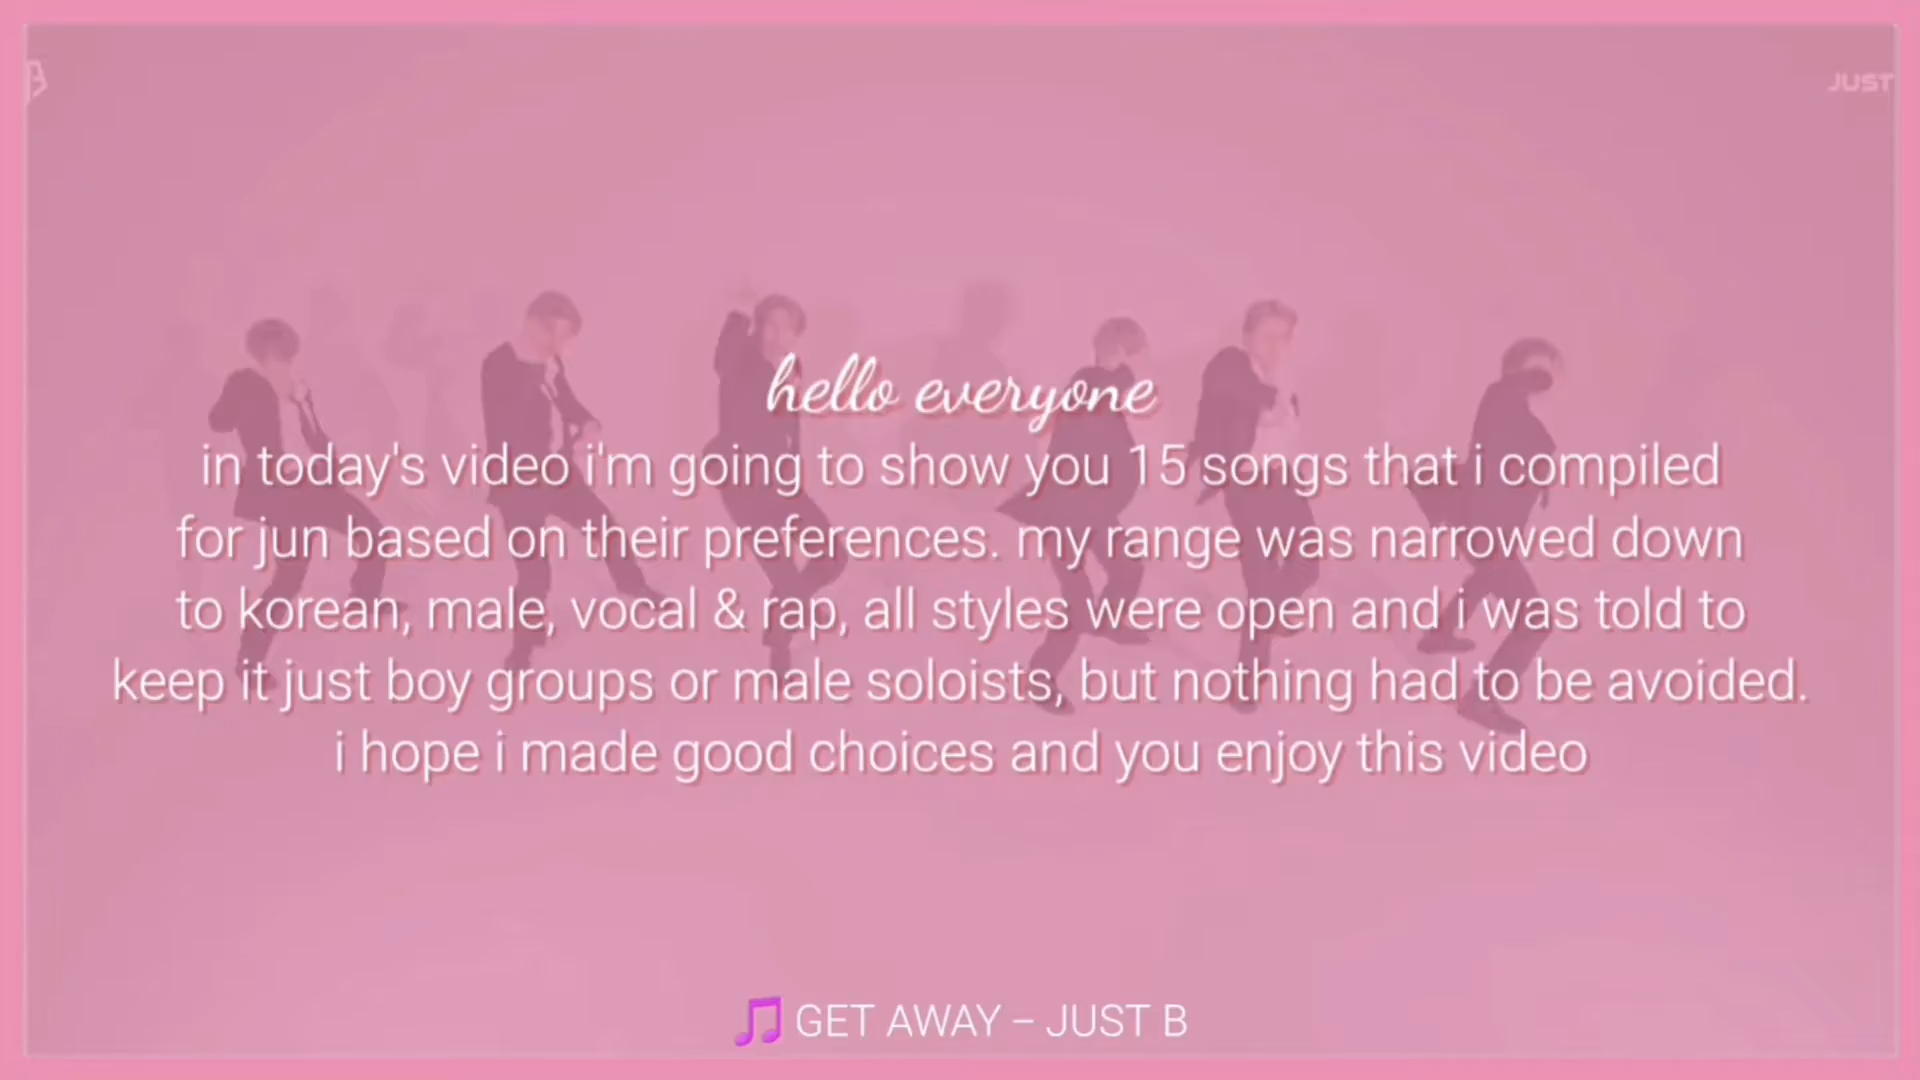 B
JUST
hello everyone
in today's video i'm going to show you 15 songs that i compiled
for jun based on their preferences. my range was narrowed down
to korean, male, vocal & rap, all styles were open and i was told to
keep it just boy groups or male soloists, but nothing had to be avoided.
i hope i made good choices and you enjoy this video
🎵 GET AWAY – JUST B